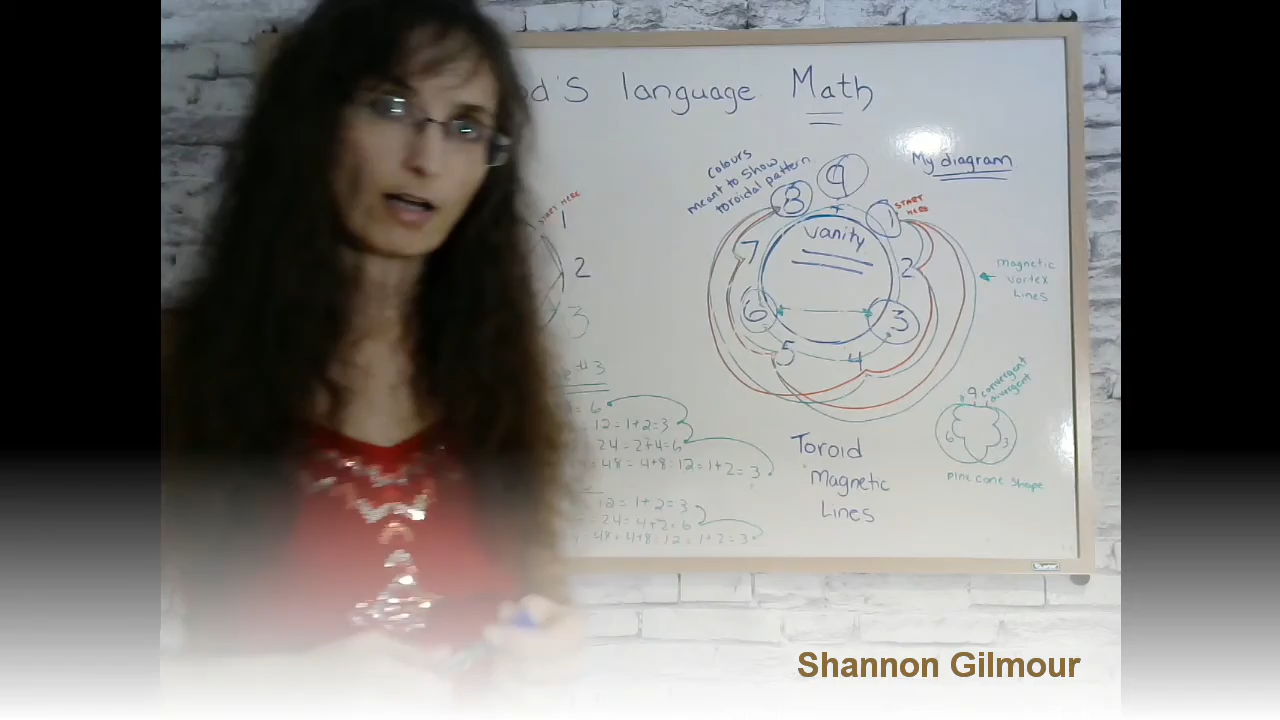 od's language Math
My diagram
colours
meant to show
toroidal pattern
9
8
1
START
HERE
vanity
7
2
6
3
5
4
magnetic
vortex
Lines
START HERE
1
2
3
#3
= 6
12 = 1+2 = 3
24 = 2+4 = 6
= 48 = 4+8 = 12 = 1+2 = 3
12 = 1+2 = 3
= 24 = 4+2 = 6
48 = 4+8 = 12 = 1+2 = 3
Toroid
Magnetic
Lines
9
convergent
divergent
6
3
Pine cone shape
Shannon Gilmour